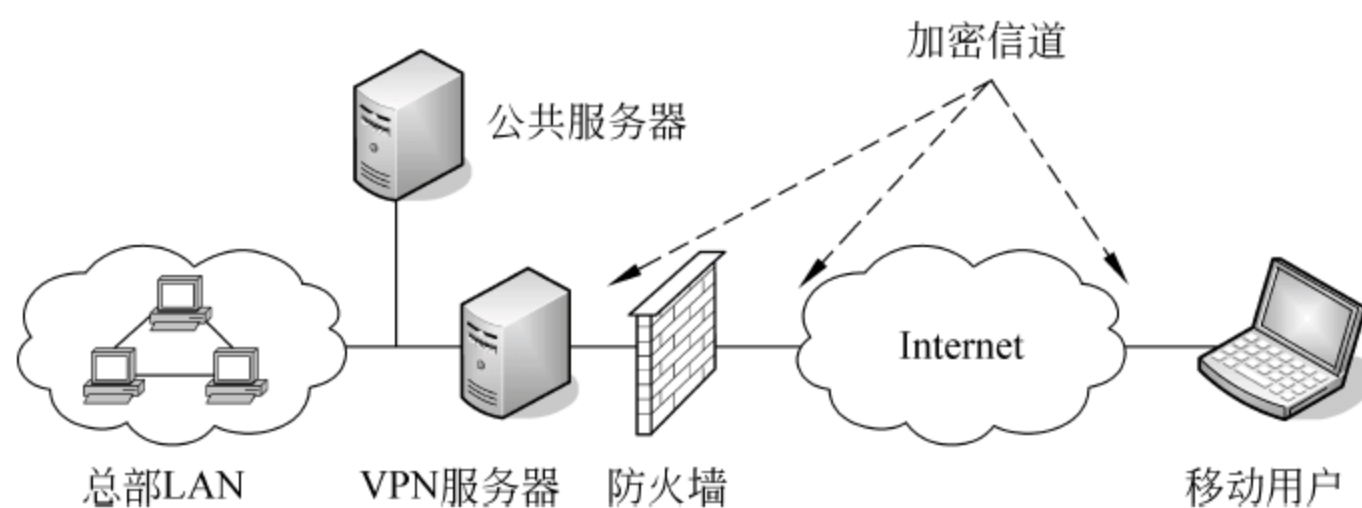 加密信道
公共服务器
Internet
总部LAN
VPN服务器
防火墙
移动用户